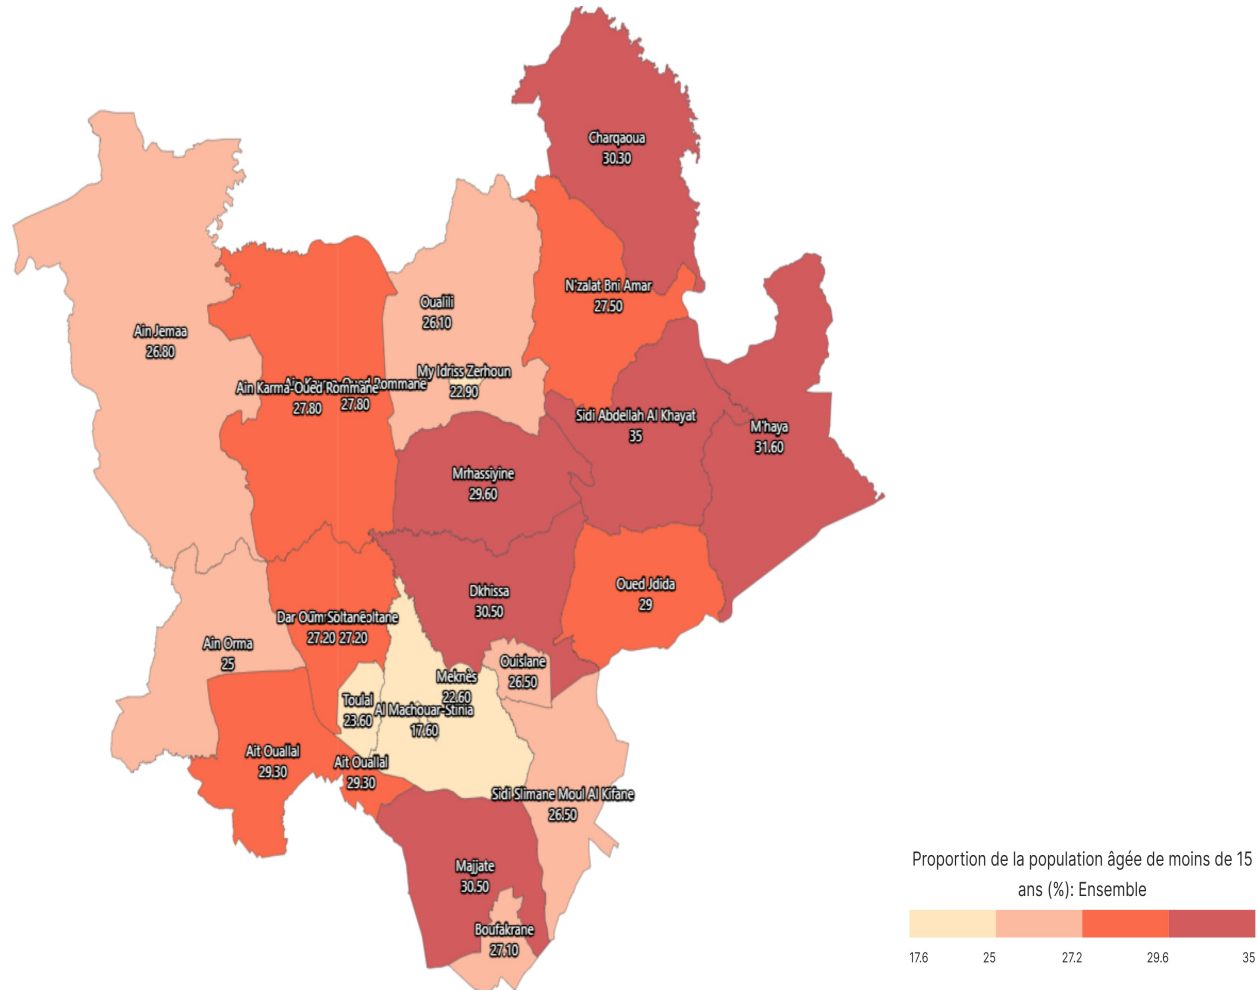 Charqaoua
30.30
N'zalat Bni Amar
27.50
Oualili
26.10
Ain Jemaa
26.80
My Idriss Zerhoun
22.90
Ain Karma-Oued Rommane
27.80
Rommane
27.80
Sidi Abdellah Al Khayat
35
M'haya
31.60
Mrhassiyine
29.60
Dkhissa
30.50
Oued Jdida
29
Dar Oum Soltane
27.20
27.20
Ain Orma
25
Ouislane
26.50
Meknès
22.60
Toulal
23.60
Al Machouar-Stinia
17.60
Ait Ouallal
29.30
Ait Ouallal
29.30
Sidi Slimane Moul Al Kifane
26.50
Majjate
30.50
Boufakrane
27.10
Proportion de la population âgée de moins de 15
ans (%): Ensemble
17.6 25 27.2 29.6 35